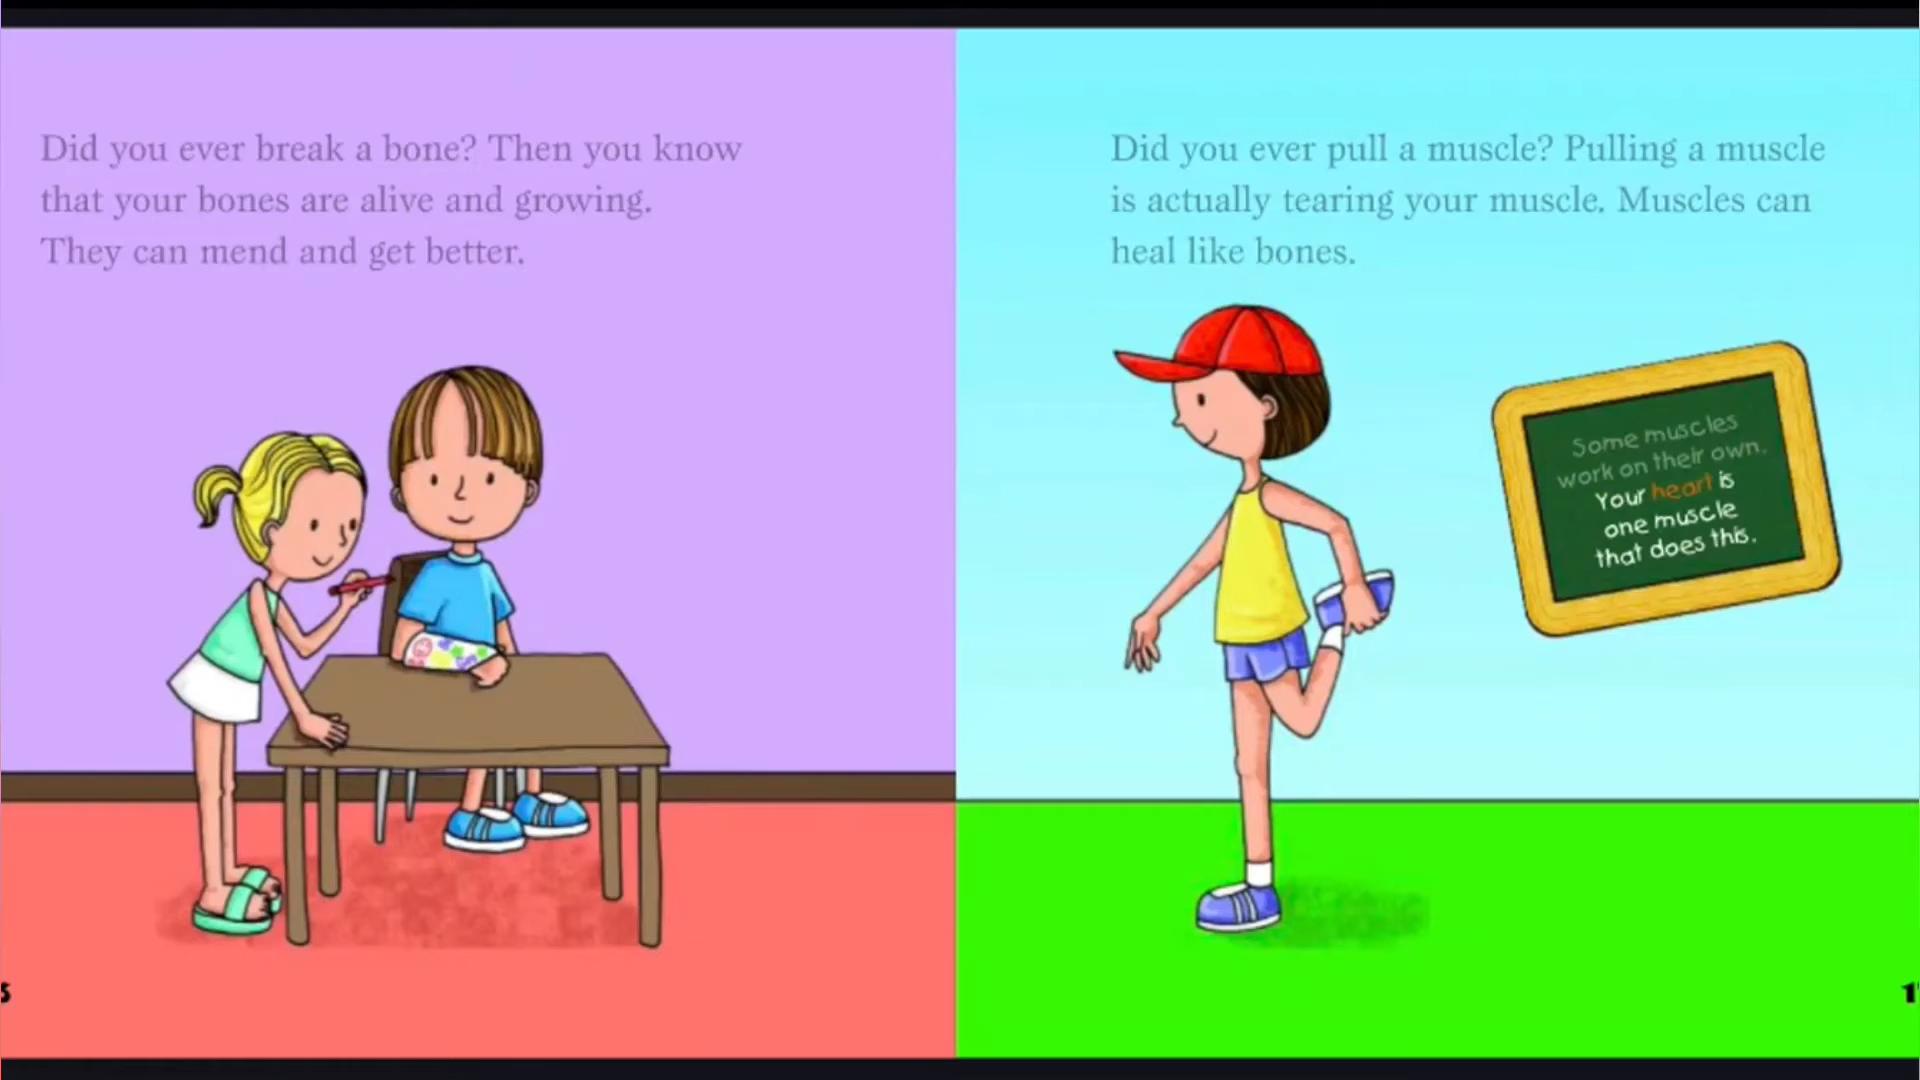 Did you ever break a bone? Then you know
that your bones are alive and growing.
They can mend and get better.
Did you ever pull a muscle? Pulling a muscle
is actually tearing your muscle. Muscles can
heal like bones.
Some muscles
work on their own.
Your heart is
one muscle
that does this.